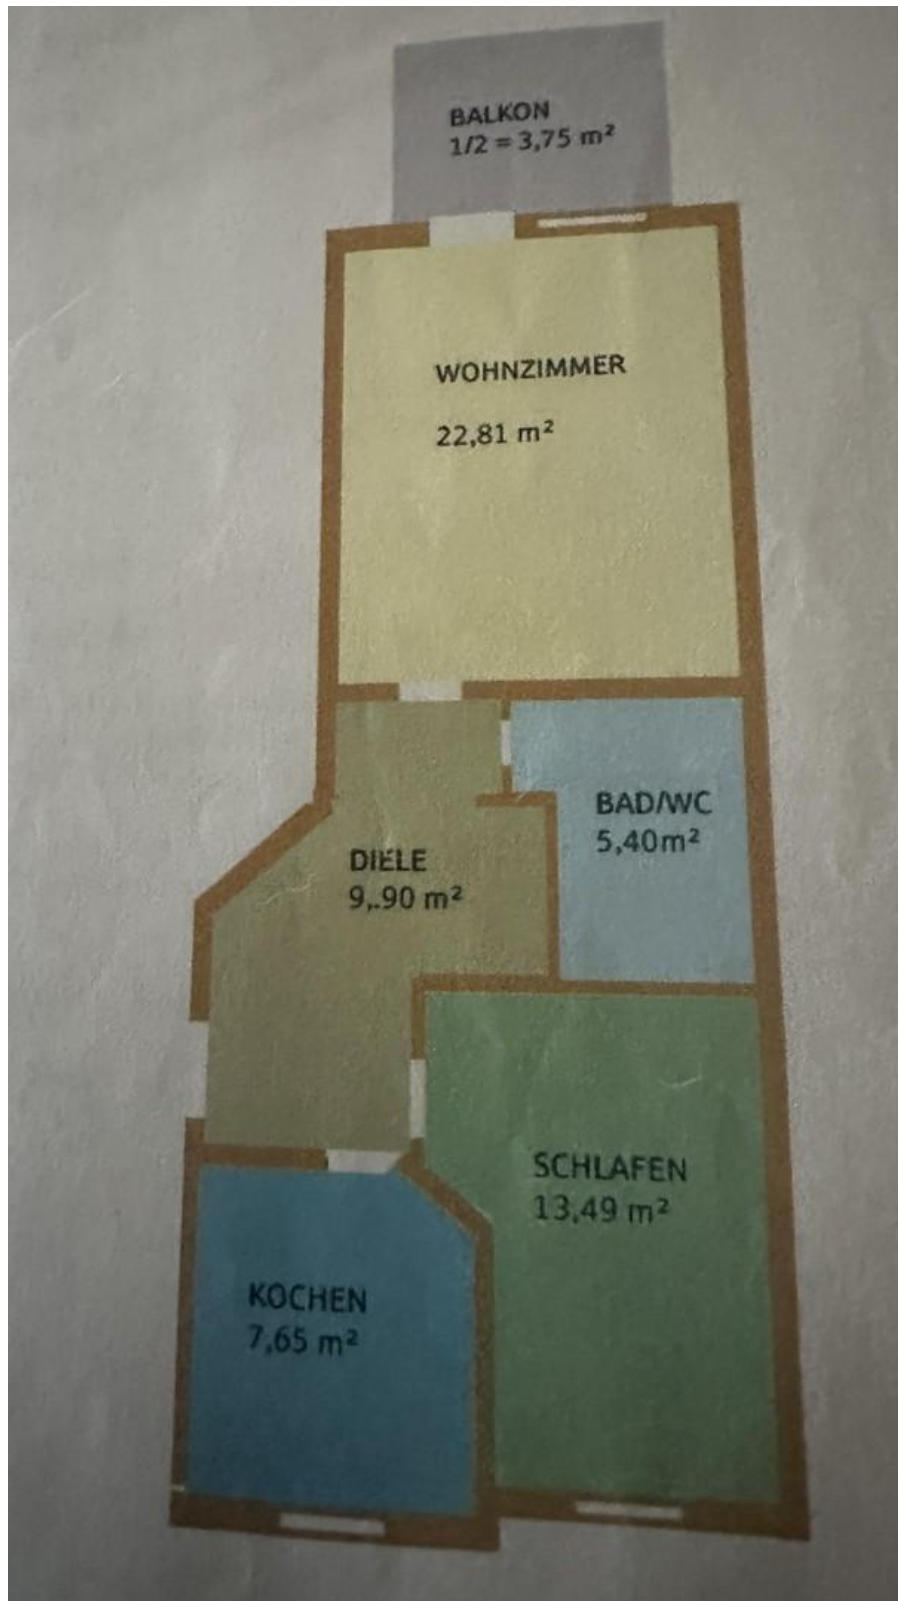 BALKON
1/2 = 3,75 m²
WOHNZIMMER
22,81 m²
BAD/WC
5,40m²
DIELE
9,.90 m²
SCHLAFEN
13,49 m²
KOCHEN
7,65 m²